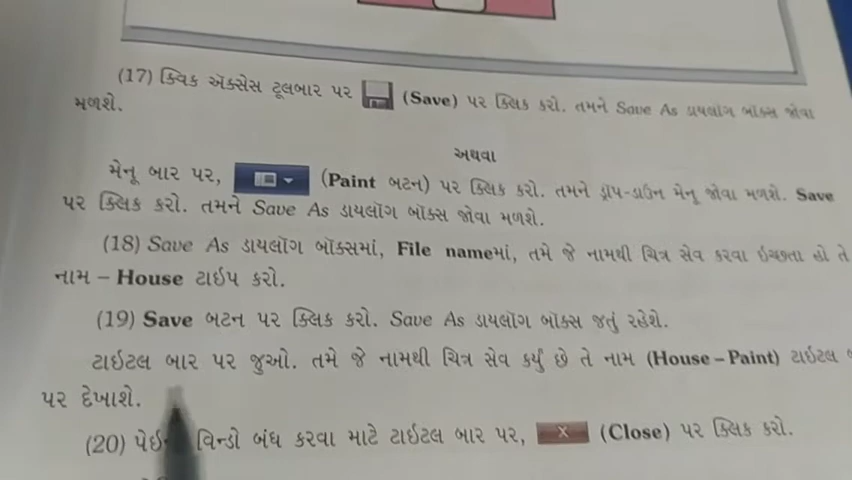 (17) ક્વિક ઍક્સેસ ટૂલબાર પર (Save) પર ક્લિક કરો. તમને Save As ડાયલૉગ બૉક્સ જોવા
મળશે.
અથવા
મેનૂ બાર પર, (Paint બટન) પર ક્લિક કરો. તમને ડ્રૉપ-ડાઉન મેનૂ જોવા મળશે. Save
પર ક્લિક કરો. તમને Save As ડાયલૉગ બૉક્સ જોવા મળશે.
(18) Save As ડાયલૉગ બૉક્સમાં, File nameમાં, તમે જે નામથી ચિત્ર સેવ કરવા ઇચ્છતા હો તે
નામ – House ટાઇપ કરો.
(19) Save બટન પર ક્લિક કરો. Save As ડાયલૉગ બૉક્સ જતું રહેશે.
ટાઇટલ બાર પર જુઓ. તમે જે નામથી ચિત્ર સેવ કર્યું છે તે નામ (House – Paint) ટાઇટલ
પર દેખાશે.
(20) વિન્ડો બંધ કરવા માટે ટાઇટલ બાર પર, X (Close) પર ક્લિક કરો.